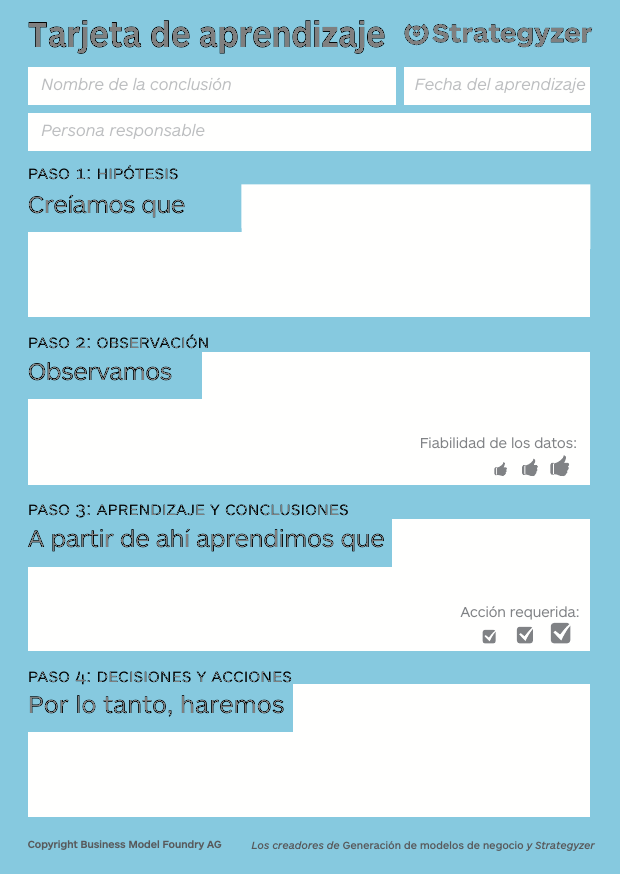 Tarjeta de aprendizaje Strategyzer
Nombre de la conclusión Fecha del aprendizaje
Persona responsable
PASO 1: HIPÓTESIS
Creíamos que
PASO 2: OBSERVACIÓN
Observamos
Fiabilidad de los datos:
PASO 3: APRENDIZAJE Y CONCLUSIONES
A partir de ahí aprendimos que
Acción requerida:
PASO 4: DECISIONES Y ACCIONES
Por lo tanto, haremos
Copyright Business Model Foundry AG Los creadores de Generación de modelos de negocio y Strategyzer